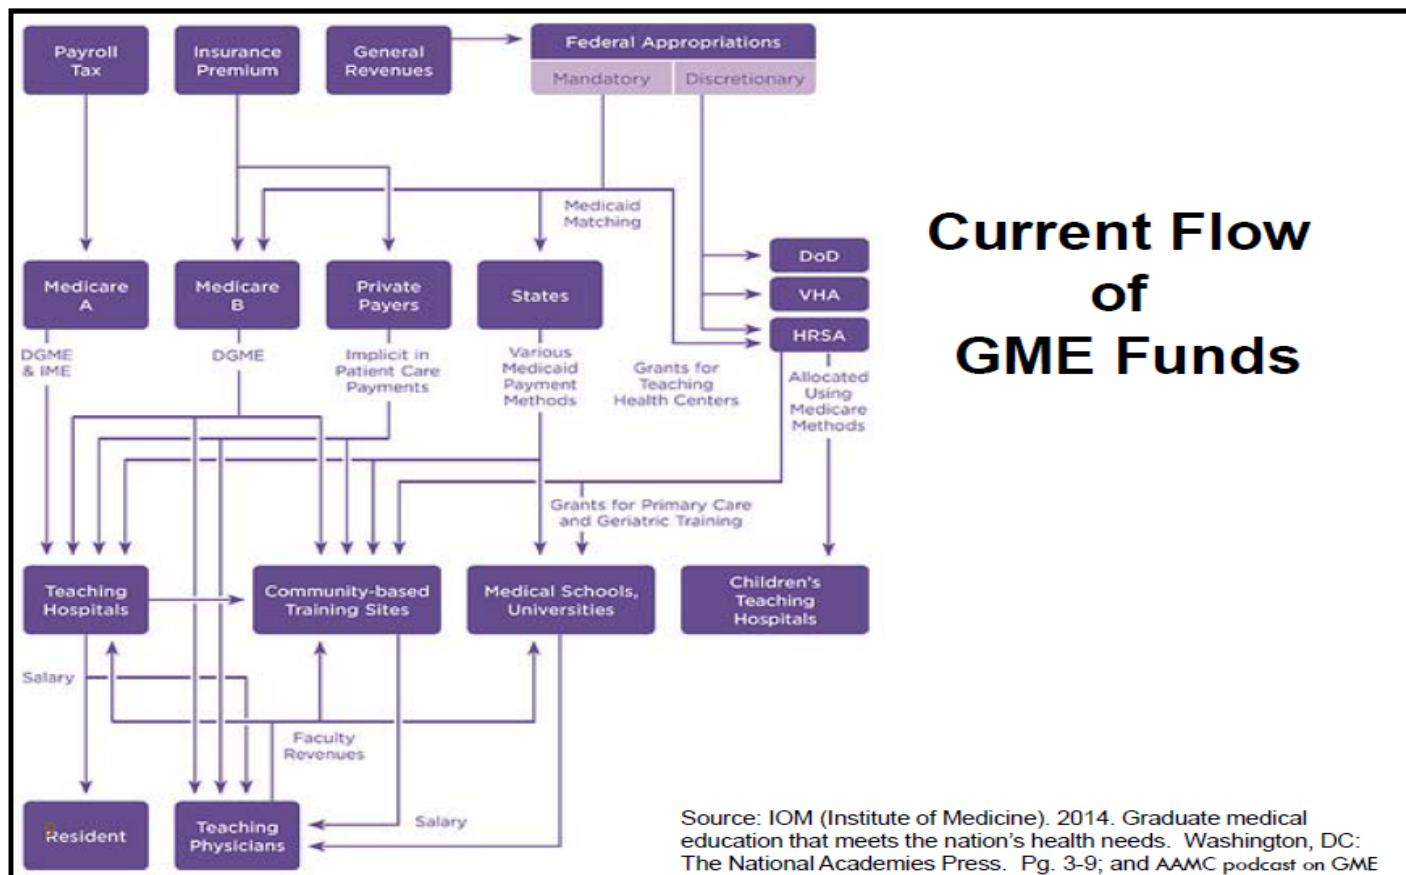 Payroll
Tax
Insurance
Premium
General
Revenues
Federal Appropriations
Mandatory
Discretionary
Medicaid
Matching
Medicare
A
Medicare
B
Private
Payers
States
DoD
VHA
HRSA
Current Flow
of
GME Funds
DGME
& IME
DGME
Implicit in
Patient Care
Payments
Various
Medicaid
Payment
Methods
Grants for
Teaching
Health Centers
Allocated
Using
Medicare
Methods
Grants for Primary Care
and Geriatric Training
Teaching
Hospitals
Community-based
Training Sites
Medical Schools,
Universities
Children's
Teaching
Hospitals
Salary
Faculty
Revenues
Resident
Teaching
Physicians
Salary
Source: IOM (Institute of Medicine). 2014. Graduate medical
education that meets the nation's health needs. Washington, DC:
The National Academies Press. Pg. 3-9; and AAMC podcast on GME